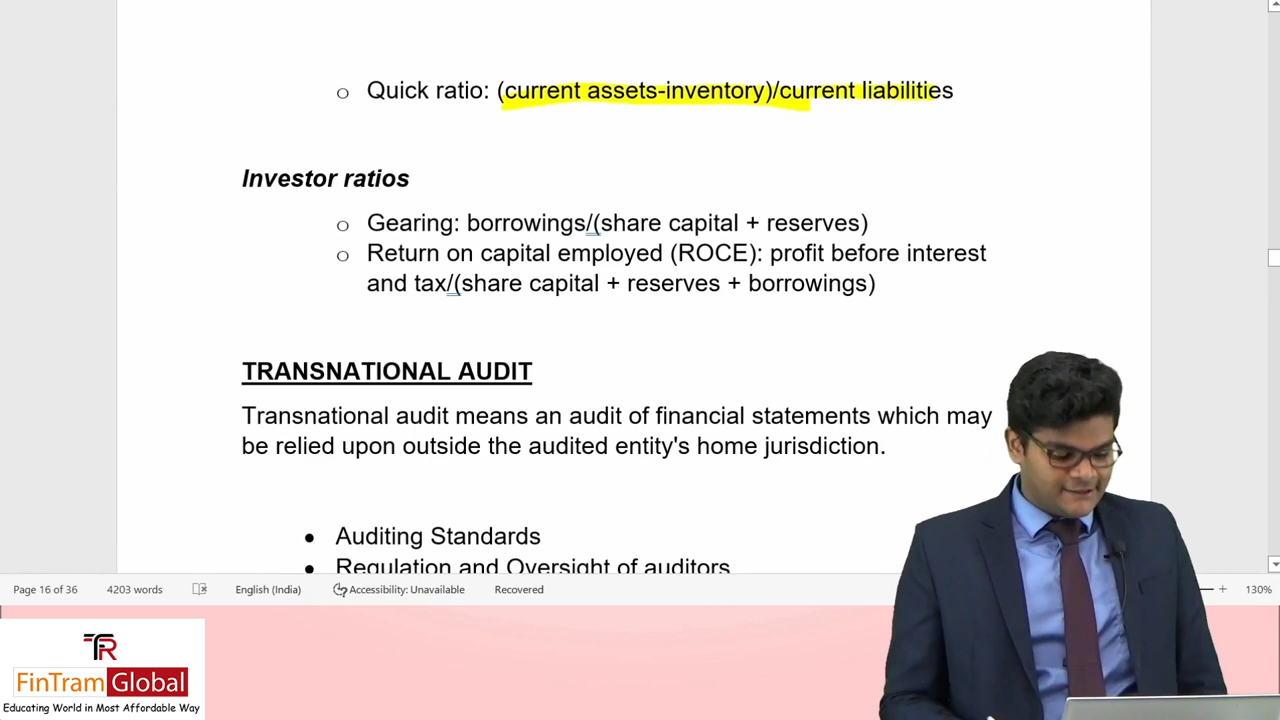 o Quick ratio: (current assets-inventory)/current liabilities
Investor ratios
o Gearing: borrowings/(share capital + reserves)
o Return on capital employed (ROCE): profit before interest
and tax/(share capital + reserves + borrowings)
TRANSNATIONAL AUDIT
Transnational audit means an audit of financial statements which may
be relied upon outside the audited entity's home jurisdiction.
• Auditing Standards
• Regulation and Oversight of auditors
Page 16 of 36 4203 words English (India) Accessibility: Unavailable Recovered + 130%
TR
FinTram Global
Educating World in Most Affordable Way